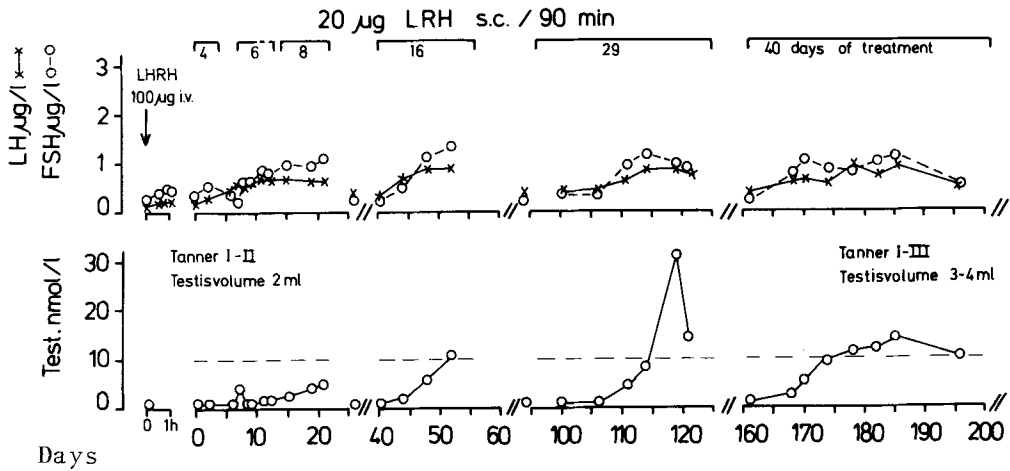 20 µg LRH s.c. / 90 min
4 6 8 16 29 40 days of treatment
LH µg/l x—x
FSH µg/l o--o
3
2
1
0
LHRH
100 µg i.v.
Test. nmol/l
30
20
10
0
Tanner I-II
Testisvolume 2 ml
Tanner I-III
Testisvolume 3-4 ml
0 1h 0 10 20 40 50 60 100 110 120 161 170 180 190 200
Days